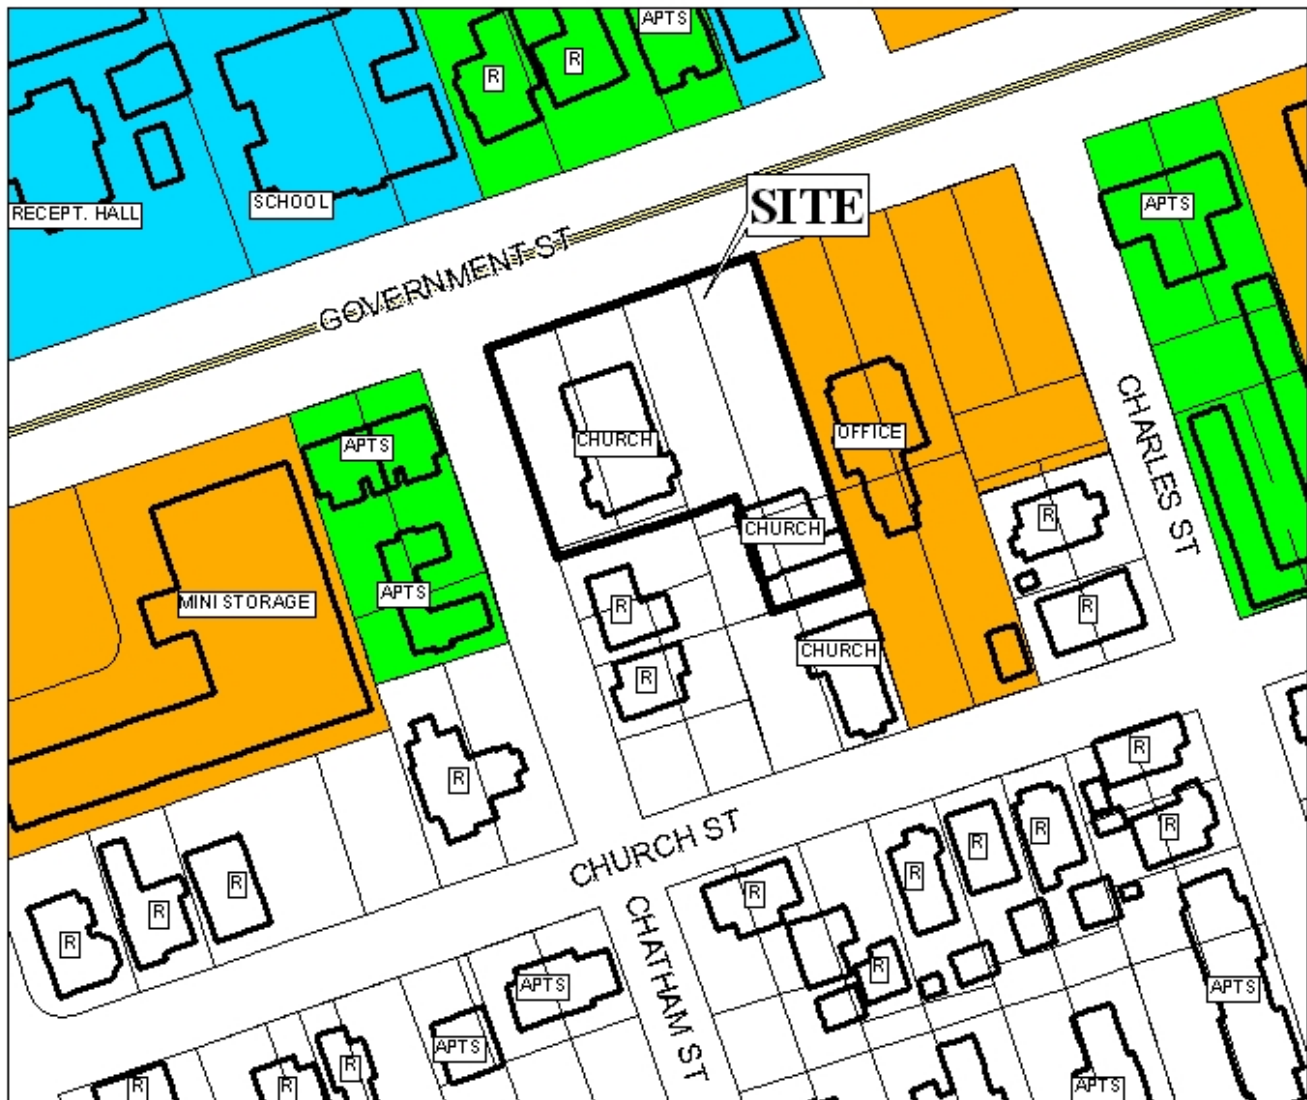 APTS
R
R
SITE
APTS
RECEPT. HALL
SCHOOL
GOVERNMENT ST
CHARLES ST
APTS
CHURCH
OFFICE
R
CHURCH
MINI STORAGE
APTS
R
R
CHURCH
R
R
R
CHURCH ST
R
R
R
R
R
R
R
R
CHATHAM ST
R
APTS
APTS
APTS
R
R
R
APTS